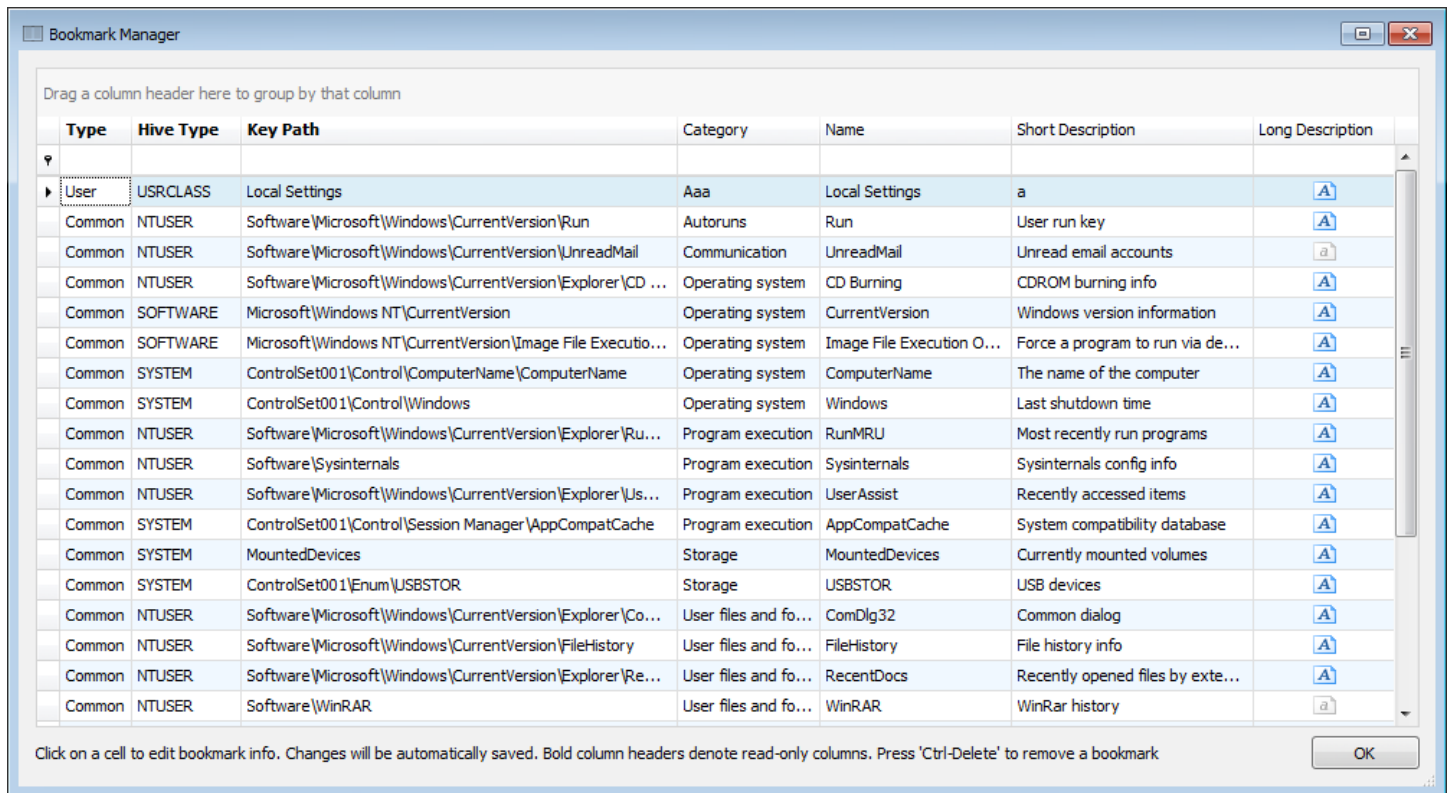 Bookmark Manager
Drag a column header here to group by that column
Type Hive Type Key Path Category Name Short Description Long Description
User USRCLASS Local Settings Aaa Local Settings a A
Common NTUSER Software\Microsoft\Windows\CurrentVersion\Run Autoruns Run User run key A
Common NTUSER Software\Microsoft\Windows\CurrentVersion\UnreadMail Communication UnreadMail Unread email accounts a
Common NTUSER Software\Microsoft\Windows\CurrentVersion\Explorer\CD ... Operating system CD Burning CDROM burning info A
Common SOFTWARE Microsoft\Windows NT\CurrentVersion Operating system CurrentVersion Windows version information A
Common SOFTWARE Microsoft\Windows NT\CurrentVersion\Image File Executio... Operating system Image File Execution O... Force a program to run via de... A
Common SYSTEM ControlSet001\Control\ComputerName\ComputerName Operating system ComputerName The name of the computer A
Common SYSTEM ControlSet001\Control\Windows Operating system Windows Last shutdown time A
Common NTUSER Software\Microsoft\Windows\CurrentVersion\Explorer\Ru... Program execution RunMRU Most recently run programs A
Common NTUSER Software\Sysinternals Program execution Sysinternals Sysinternals config info A
Common NTUSER Software\Microsoft\Windows\CurrentVersion\Explorer\Us... Program execution UserAssist Recently accessed items A
Common SYSTEM ControlSet001\Control\Session Manager\AppCompatCache Program execution AppCompatCache System compatibility database A
Common SYSTEM MountedDevices Storage MountedDevices Currently mounted volumes A
Common SYSTEM ControlSet001\Enum\USBSTOR Storage USBSTOR USB devices A
Common NTUSER Software\Microsoft\Windows\CurrentVersion\Explorer\Co... User files and fo... ComDlg32 Common dialog A
Common NTUSER Software\Microsoft\Windows\CurrentVersion\FileHistory User files and fo... FileHistory File history info A
Common NTUSER Software\Microsoft\Windows\CurrentVersion\Explorer\Re... User files and fo... RecentDocs Recently opened files by exte... A
Common NTUSER Software\WinRAR User files and fo... WinRAR WinRar history a
Click on a cell to edit bookmark info. Changes will be automatically saved. Bold column headers denote read-only columns. Press 'Ctrl-Delete' to remove a bookmark OK